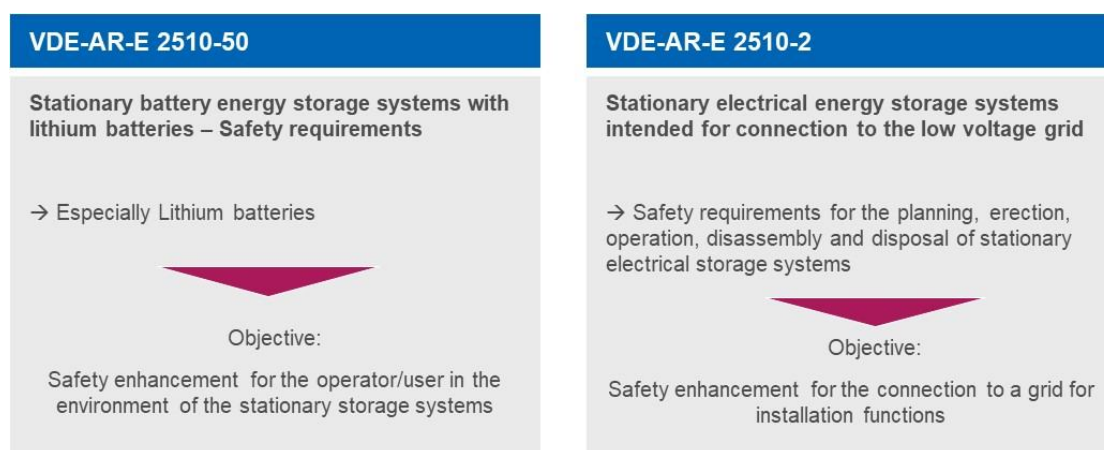 VDE-AR-E 2510-50
Stationary battery energy storage systems with
lithium batteries – Safety requirements
→ Especially Lithium batteries
Objective:
Safety enhancement for the operator/user in the
environment of the stationary storage systems
VDE-AR-E 2510-2
Stationary electrical energy storage systems
intended for connection to the low voltage grid
→ Safety requirements for the planning, erection,
operation, disassembly and disposal of stationary
electrical storage systems
Objective:
Safety enhancement for the connection to a grid for
installation functions